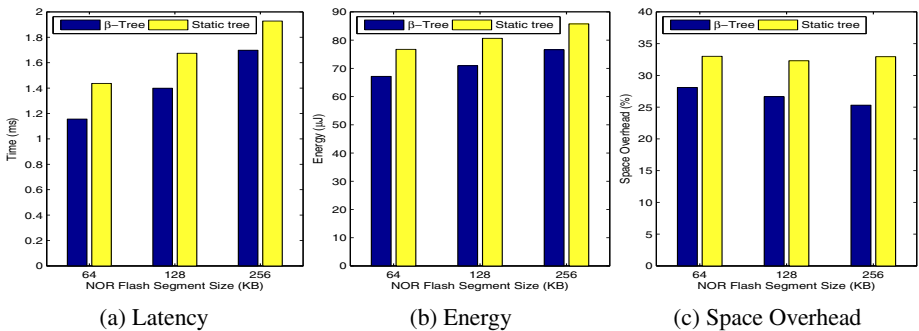 2
1.8
1.6
1.4
1.2
1
0.8
0.6
0.4
0.2
0
Time (ms)
β−Tree
Static tree
64
128
256
NOR Flash Segment Size (KB)
(a) Latency
90
80
70
60
50
40
30
20
10
0
Energy (μJ)
β−Tree
Static tree
64
128
256
NOR Flash Segment Size (KB)
(b) Energy
40
35
30
25
20
15
10
5
0
Space Overhead (%)
β−Tree
Static tree
64
128
256
NOR Flash Segment Size (KB)
(c) Space Overhead